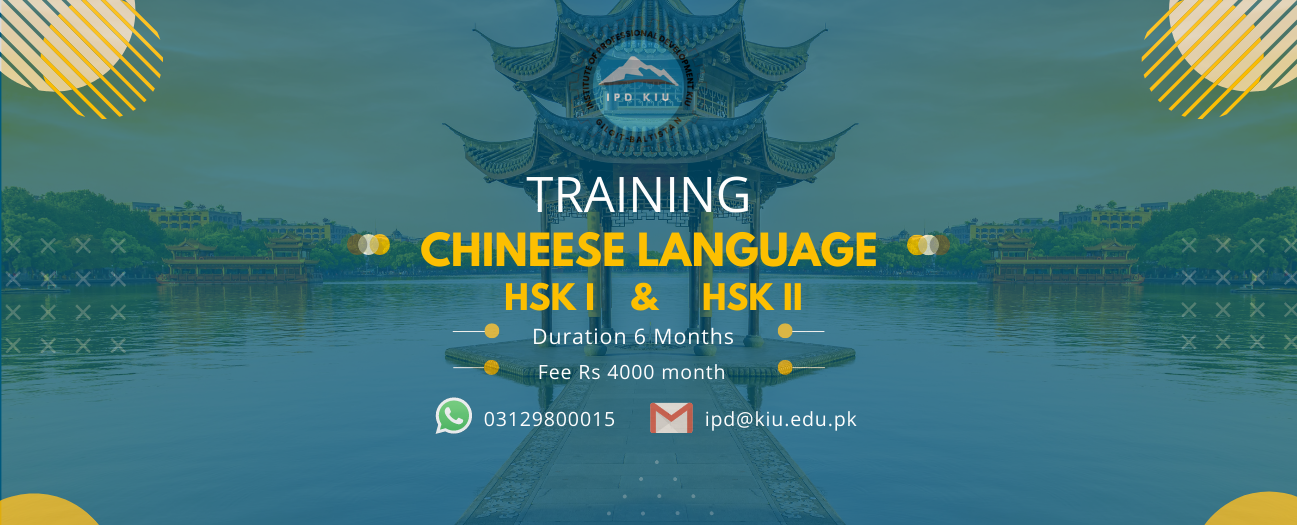 INSTITUTE OF PROFESSIONAL DEVELOPMENT KIU
IPD KIU
GILGIT-BALTISTAN
TRAINING
CHINEESE LANGUAGE
HSK I & HSK II
Duration 6 Months
Fee Rs 4000 month
03129800015 ipd@kiu.edu.pk